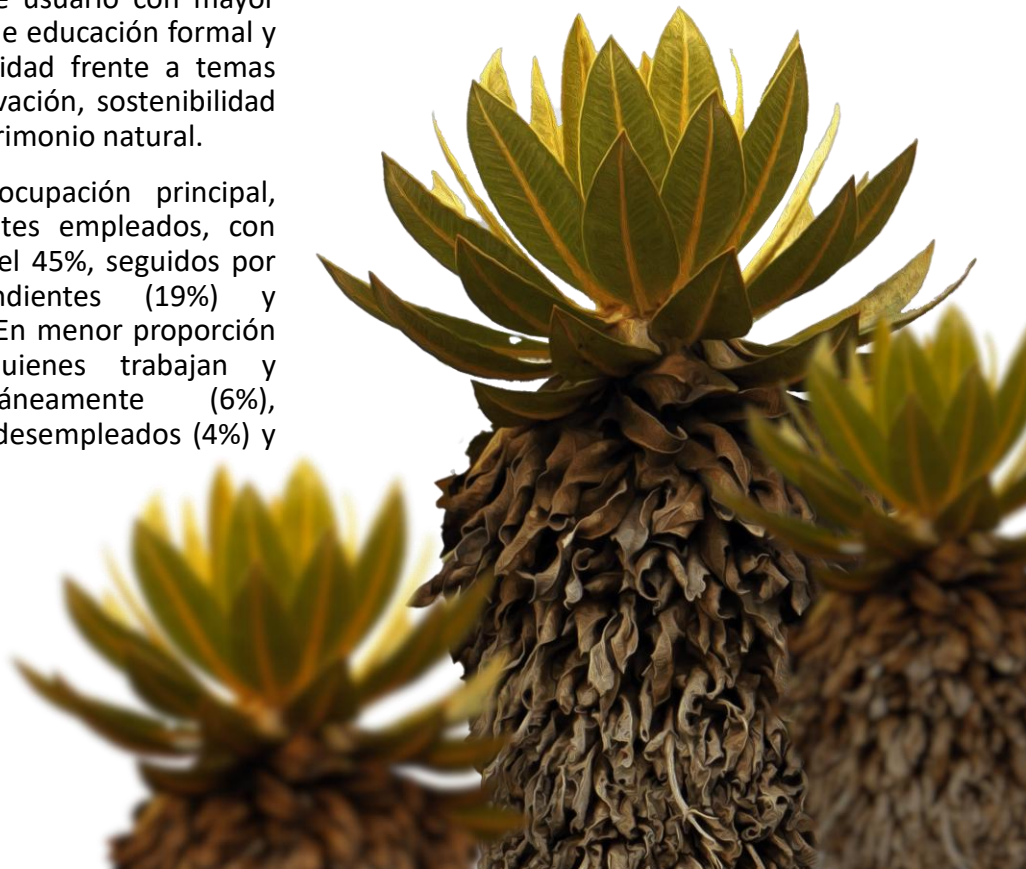 usuario con mayor
e educación formal y
idad frente a temas
vación, sostenibilidad
rimonio natural.
ocupación principal,
tes empleados, con
el 45%, seguidos por
ndientes (19%) y
En menor proporción
uienes trabajan y
áneamente (6%),
desempleados (4%) y